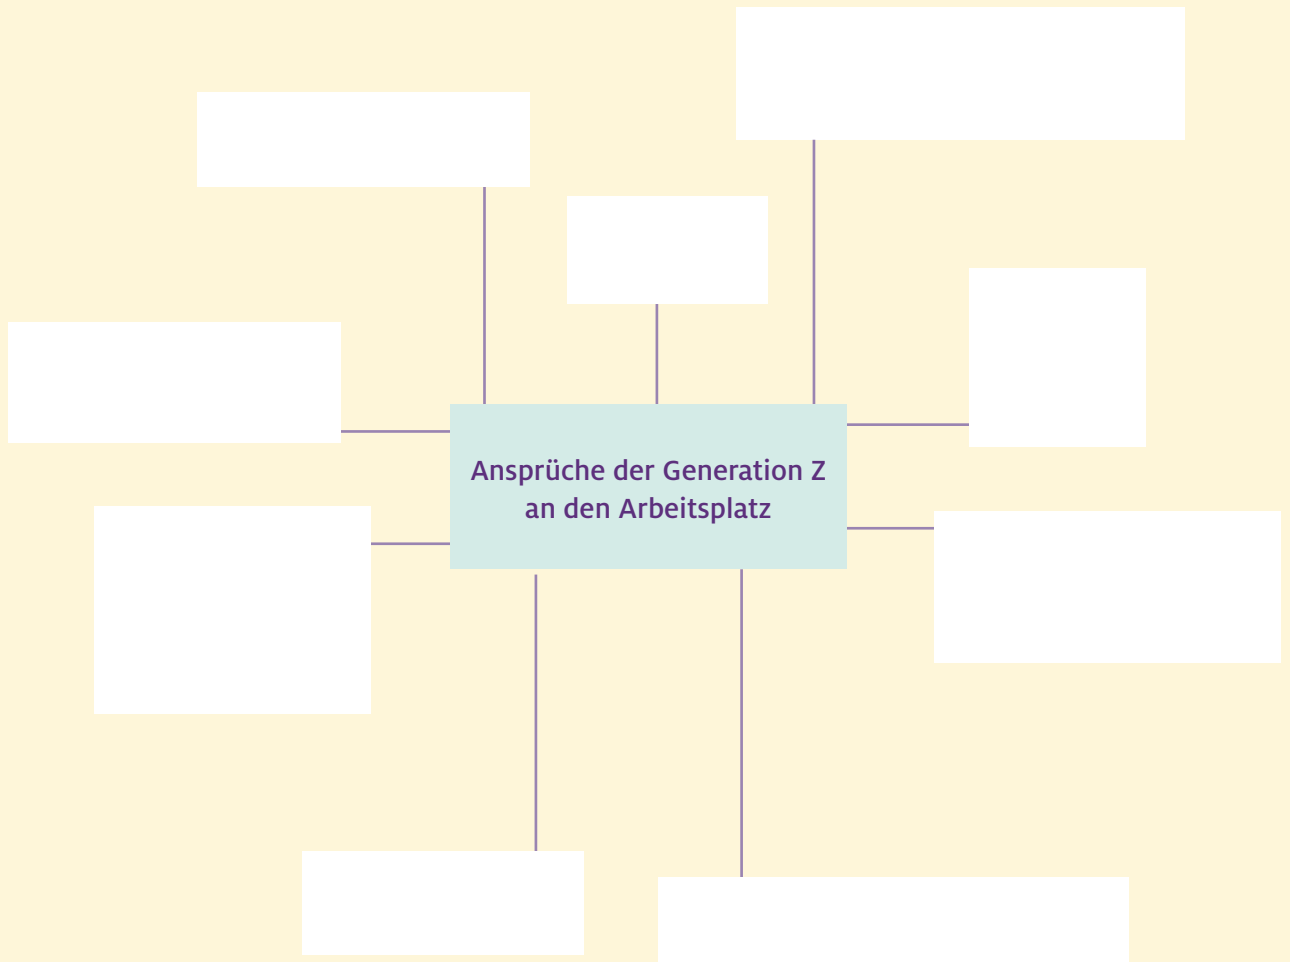 Ansprüche der Generation Z
an den Arbeitsplatz